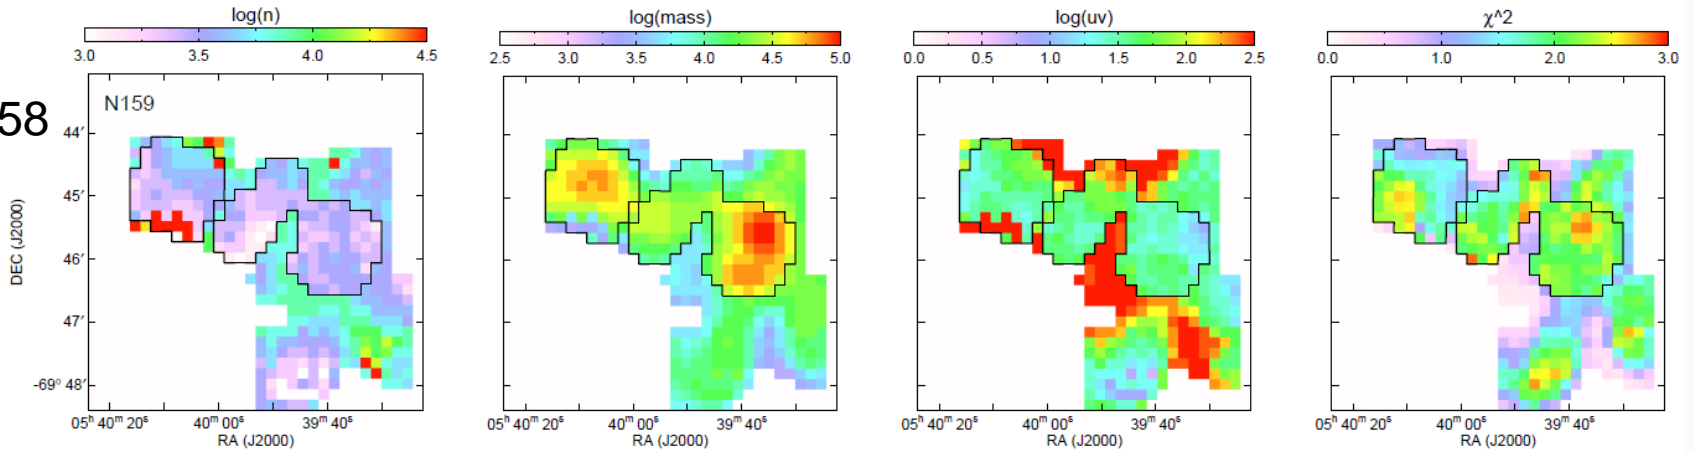 log(n) log(mass) log(uv) χ^2
3.0 3.5 4.0 4.5 2.5 3.0 3.5 4.0 4.5 5.0 0.0 0.5 1.0 1.5 2.0 2.5 0.0 1.0 2.0 3.0
N159
58
44′
45′
46′
47′
-69° 48′
DEC (J2000)
05ʰ 40ᵐ 20ˢ 40ᵐ 00ˢ 39ᵐ 40ˢ 05ʰ 40ᵐ 20ˢ 40ᵐ 00ˢ 39ᵐ 40ˢ 05ʰ 40ᵐ 20ˢ 40ᵐ 00ˢ 39ᵐ 40ˢ 05ʰ 40ᵐ 20ˢ 40ᵐ 00ˢ 39ᵐ 40ˢ
RA (J2000) RA (J2000) RA (J2000) RA (J2000)